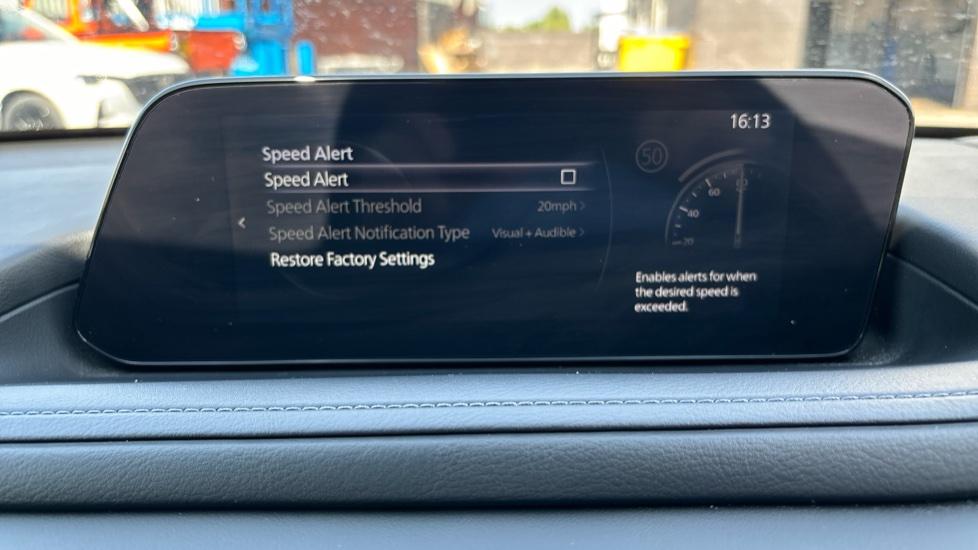 16:13
Speed Alert
Speed Alert
Speed Alert Threshold 20mph >
Speed Alert Notification Type Visual + Audible >
Restore Factory Settings
<
50
60
40
20
Enables alerts for when
the desired speed is
exceeded.